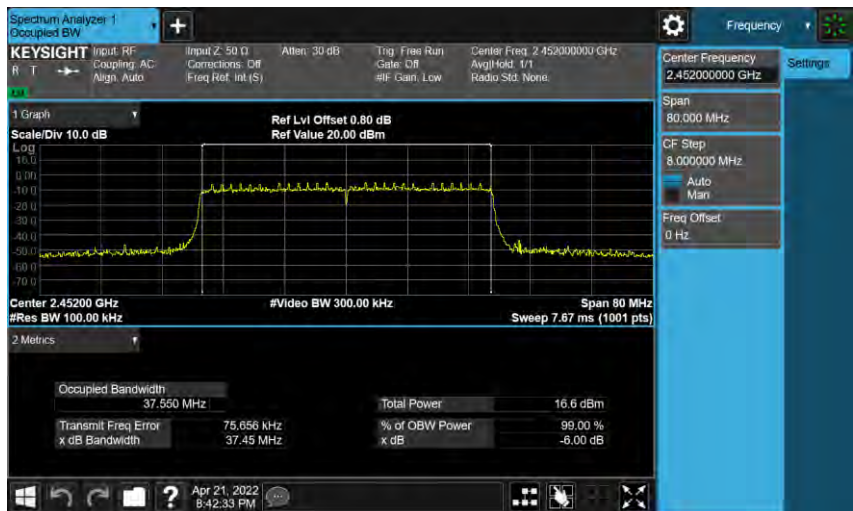 Spectrum Analyzer 1
Occupied BW
+
Frequency
KEYSIGHT
R T
Input: RF
Coupling: AC
Align: Auto
Input Z: 50 Ω
Corrections: Off
Freq Ref: Int (S)
Atten: 30 dB
Trig: Free Run
Gate: Off
#IF Gain: Low
Center Freq: 2.452000000 GHz
Avg|Hold: 1/1
Radio Std: None
Center Frequency
2.452000000 GHz
Settings
Span
80.000 MHz
CF Step
8.000000 MHz
Auto
Man
Freq Offset
0 Hz
1 Graph
Scale/Div 10.0 dB
Ref Lvl Offset 0.80 dB
Ref Value 20.00 dBm
Log
10.0
0.00
-10.0
-20.0
-30.0
-40.0
-50.0
-60.0
-70.0
Center 2.45200 GHz
#Res BW 100.00 kHz
#Video BW 300.00 kHz
Span 80 MHz
Sweep 7.67 ms (1001 pts)
2 Metrics
Occupied Bandwidth
37.550 MHz
Total Power 16.6 dBm
Transmit Freq Error 75.656 kHz
% of OBW Power 99.00 %
x dB Bandwidth 37.45 MHz
x dB -6.00 dB
?
Apr 21, 2022
8:42:33 PM